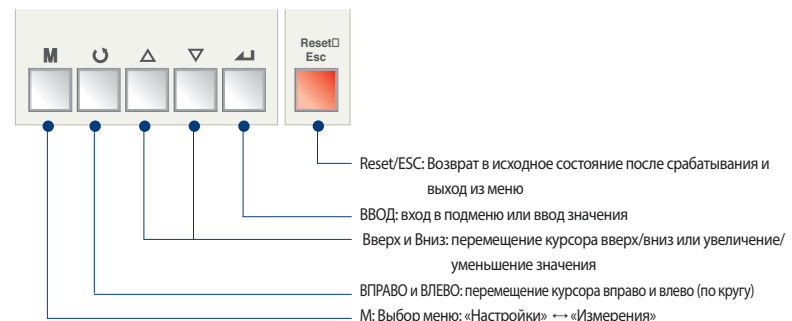 M
Reset
Esc
Reset/ESC: Возврат в исходное состояние после срабатывания и
выход из меню
ВВОД: вход в подменю или ввод значения
Вверх и Вниз: перемещение курсора вверх/вниз или увеличение/
уменьшение значения
ВПРАВО и ВЛЕВО: перемещение курсора вправо и влево (по кругу)
М: Выбор меню: «Настройки» ↔ «Измерения»